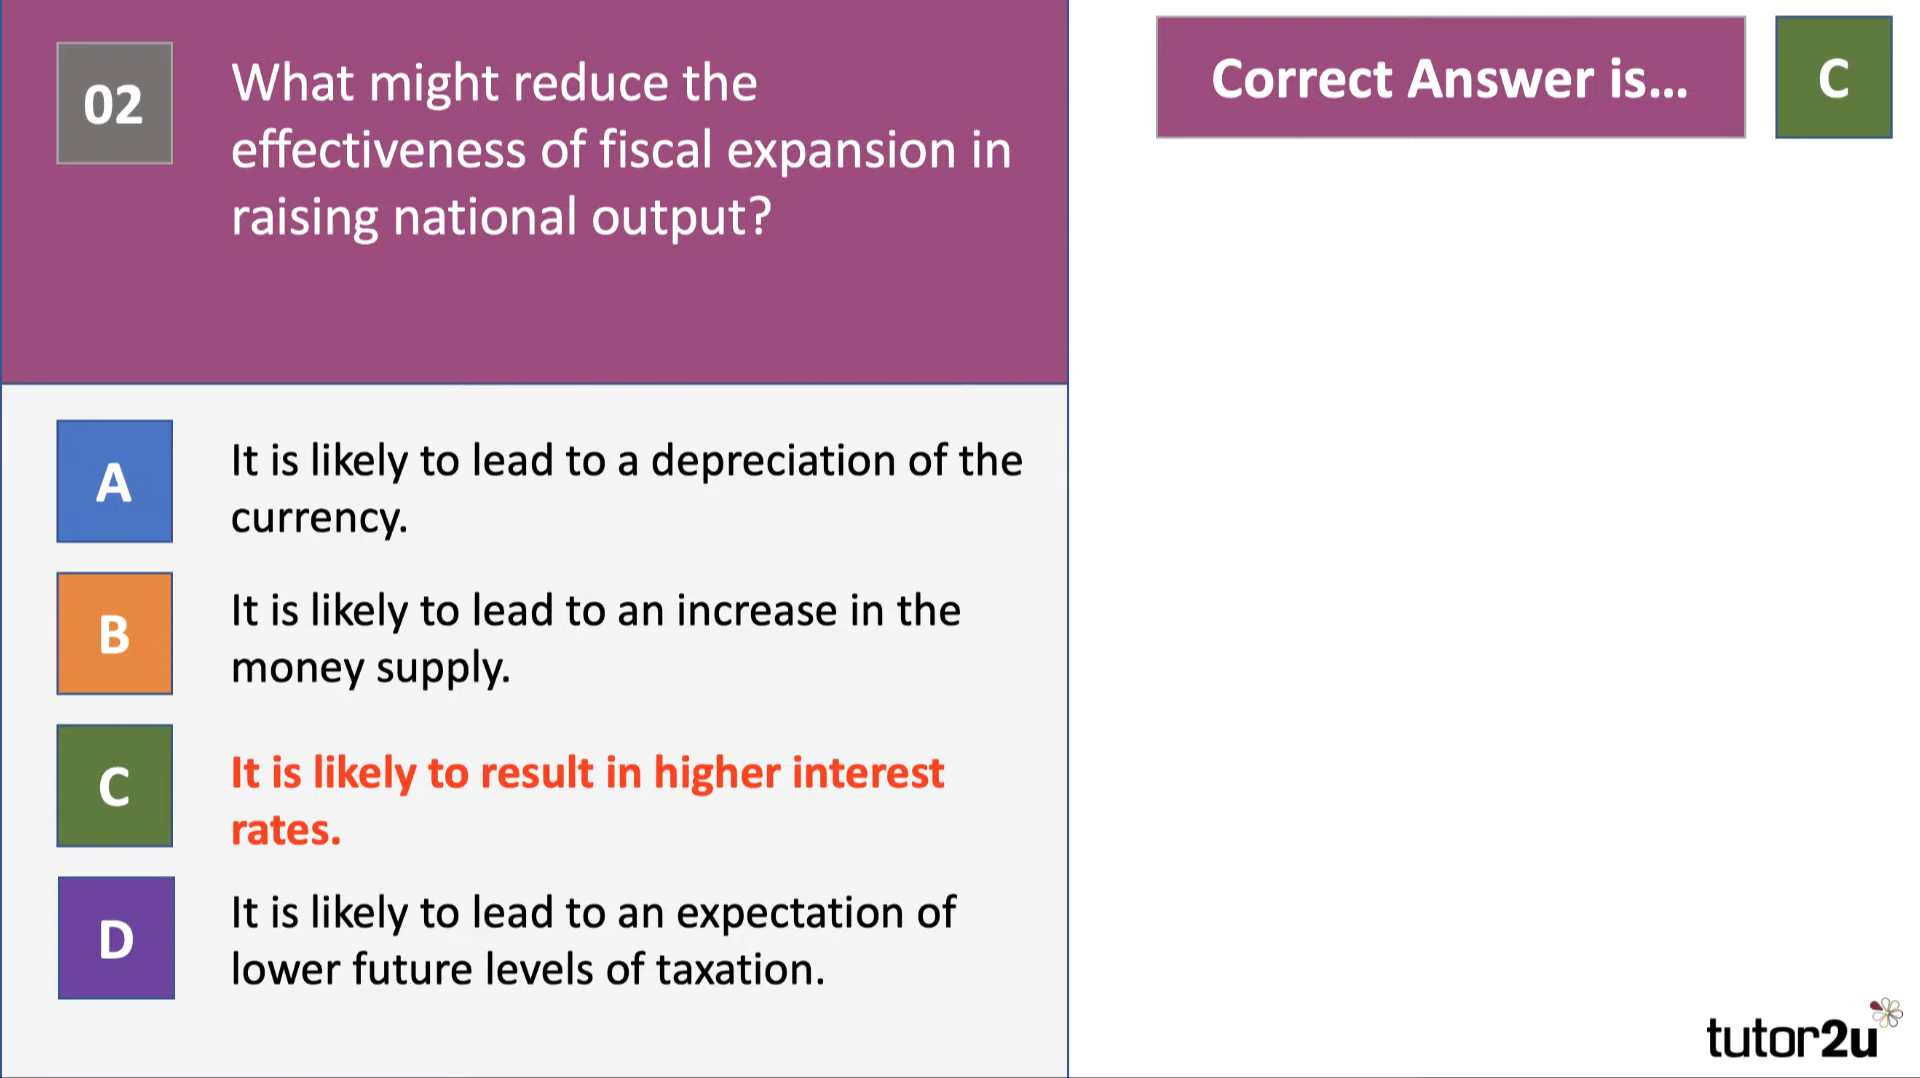 02
What might reduce the
effectiveness of fiscal expansion in
raising national output?
A
It is likely to lead to a depreciation of the
currency.
B
It is likely to lead to an increase in the
money supply.
C
It is likely to result in higher interest
rates.
D
It is likely to lead to an expectation of
lower future levels of taxation.
Correct Answer is...
C
tutor2u